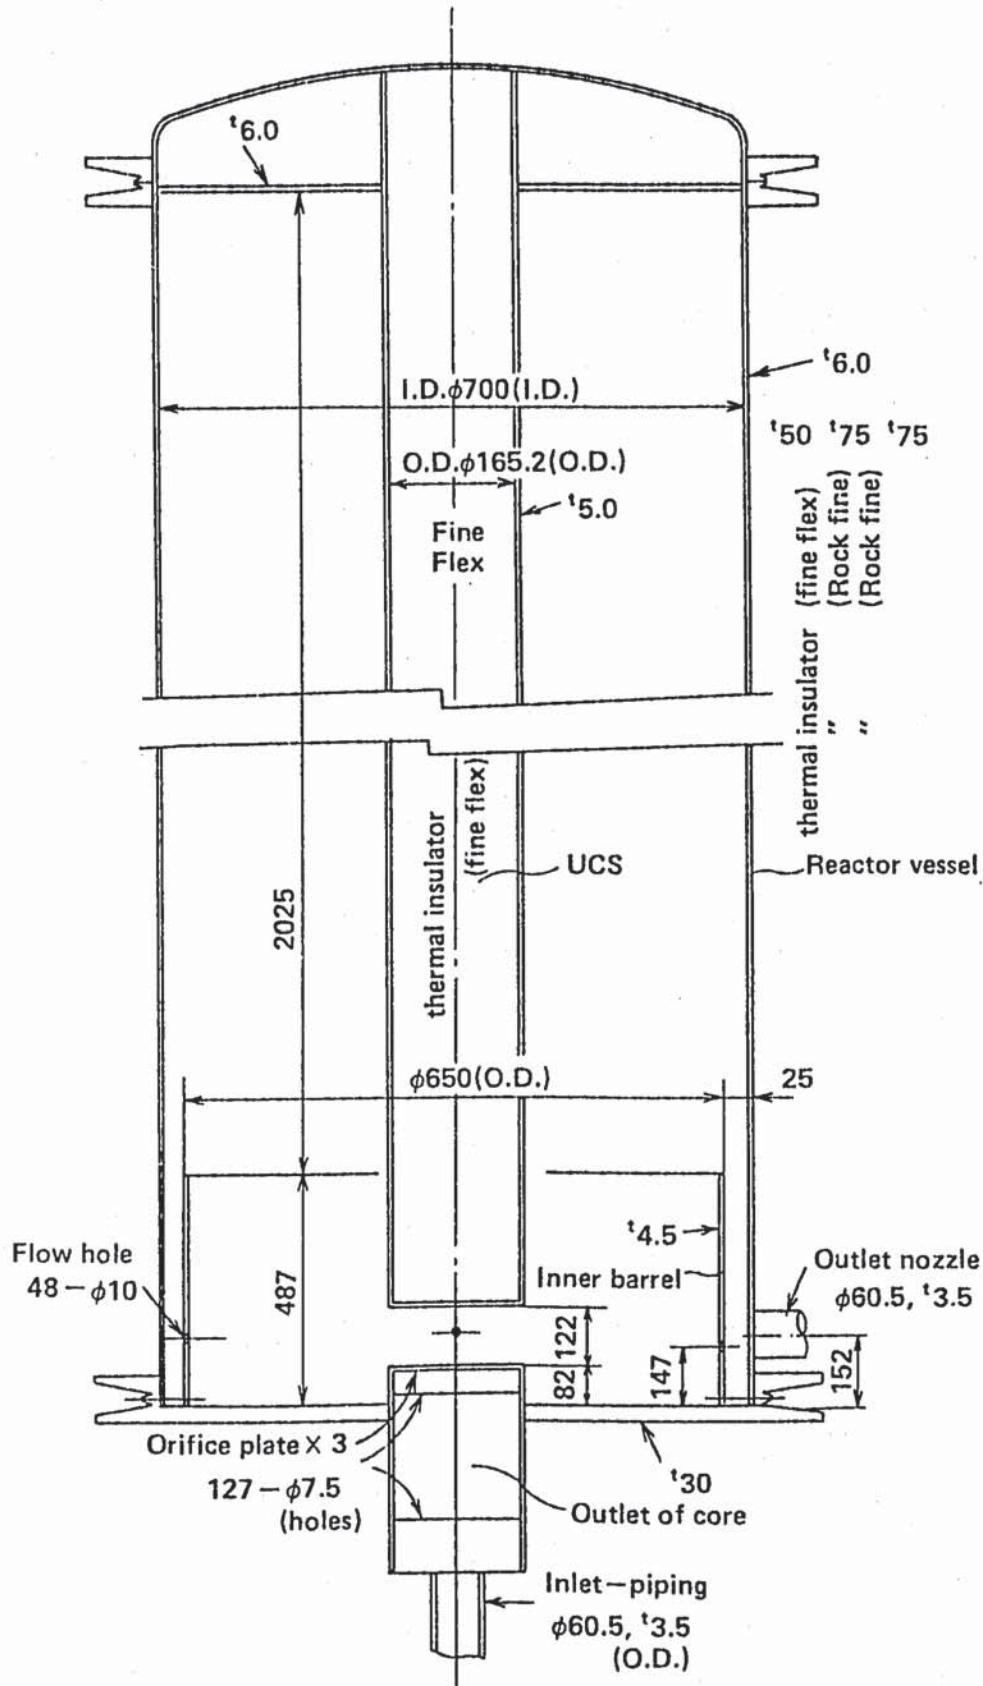 t6.0
t6.0
I.D.ϕ700(I.D.)
t50 t75 t75
O.D.ϕ165.2(O.D.)
t5.0
Fine
Flex
thermal insulator (fine flex)
" (Rock fine)
" (Rock fine)
thermal insulator
(fine flex)
UCS
Reactor vessel
2025
ϕ650(O.D.)
25
t4.5
Flow hole
48-ϕ10
487
Inner barrel
Outlet nozzle
ϕ60.5, t3.5
122
82
147
152
Orifice plate X 3
127-ϕ7.5
(holes)
t30
Outlet of core
Inlet-piping
ϕ60.5, t3.5
(O.D.)